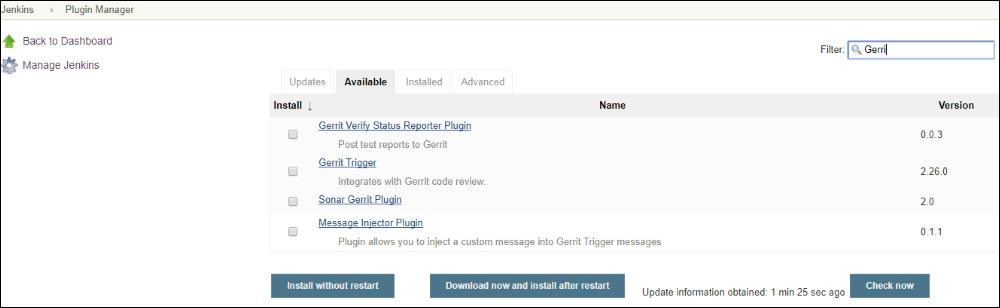 Jenkins > Plugin Manager
Back to Dashboard
Manage Jenkins
Filter: Gerri
Updates Available Installed Advanced
Install ↓ Name Version
Gerrit Verify Status Reporter Plugin
Post test reports to Gerrit
0.0.3
Gerrit Trigger
Integrates with Gerrit code review.
2.26.0
Sonar Gerrit Plugin 2.0
Message Injector Plugin
Plugin allows you to inject a custom message into Gerrit Trigger messages
0.1.1
Install without restart Download now and install after restart Update information obtained: 1 min 25 sec ago Check now